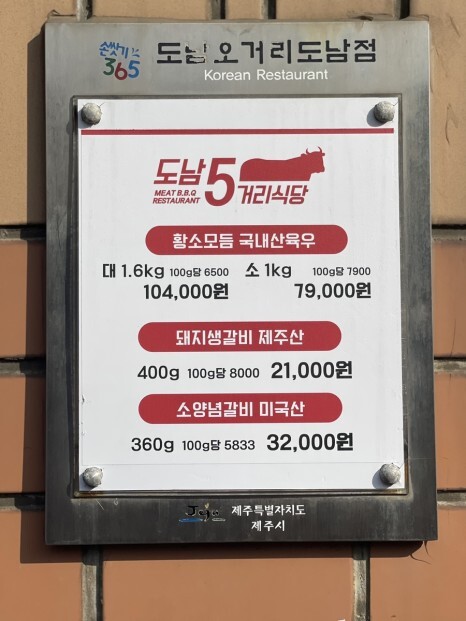 손씻기
365
도남오거리도남점
Korean Restaurant
도남5거리식당
MEAT B.B.Q
RESTAURANT
황소모듬 국내산육우
대 1.6kg 100g당 6500 소 1kg 100g당 7900
104,000원 79,000원
돼지생갈비 제주산
400g 100g당 8000 21,000원
소양념갈비 미국산
360g 100g당 5833 32,000원
Jeju 제주특별자치도
제주시